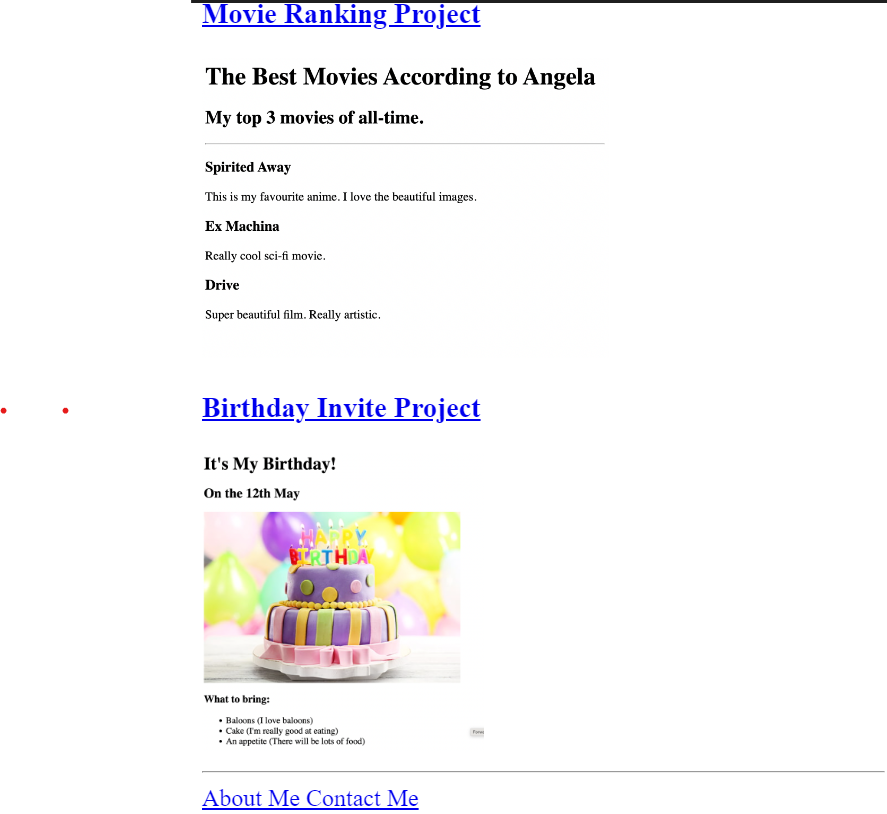 Movie Ranking Project
The Best Movies According to Angela
My top 3 movies of all-time.
Spirited Away
This is my favourite anime. I love the beautiful images.
Ex Machina
Really cool sci-fi movie.
Drive
Super beautiful film. Really artistic.
Birthday Invite Project
It's My Birthday!
On the 12th May
HAPPY
BIRTHDAY
What to bring:
• Baloons (I love baloons)
• Cake (I'm really good at eating)
• An appetite (There will be lots of food)
About Me Contact Me